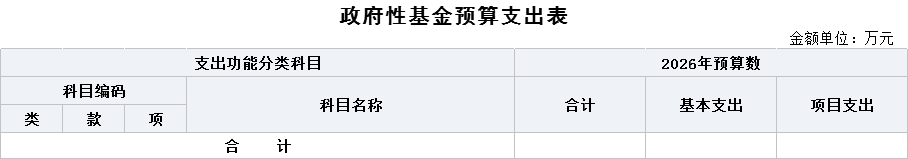 政府性基金预算支出表
金额单位：万元
支出功能分类科目 2026年预算数
科目编码 科目名称 合计 基本支出 项目支出
类 款 项
合 计